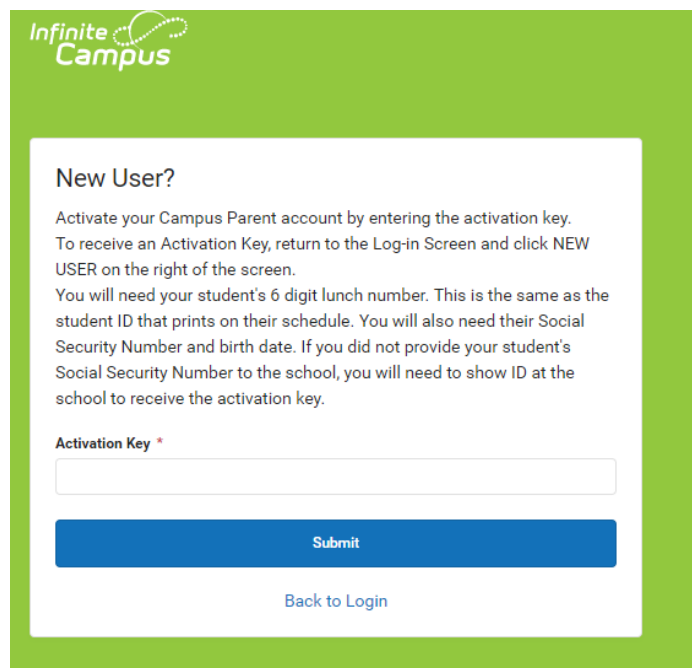 Infinite
Campus
New User?
Activate your Campus Parent account by entering the activation key.
To receive an Activation Key, return to the Log-in Screen and click NEW
USER on the right of the screen.
You will need your student's 6 digit lunch number. This is the same as the
student ID that prints on their schedule. You will also need their Social
Security Number and birth date. If you did not provide your student's
Social Security Number to the school, you will need to show ID at the
school to receive the activation key.
Activation Key *
Submit
Back to Login